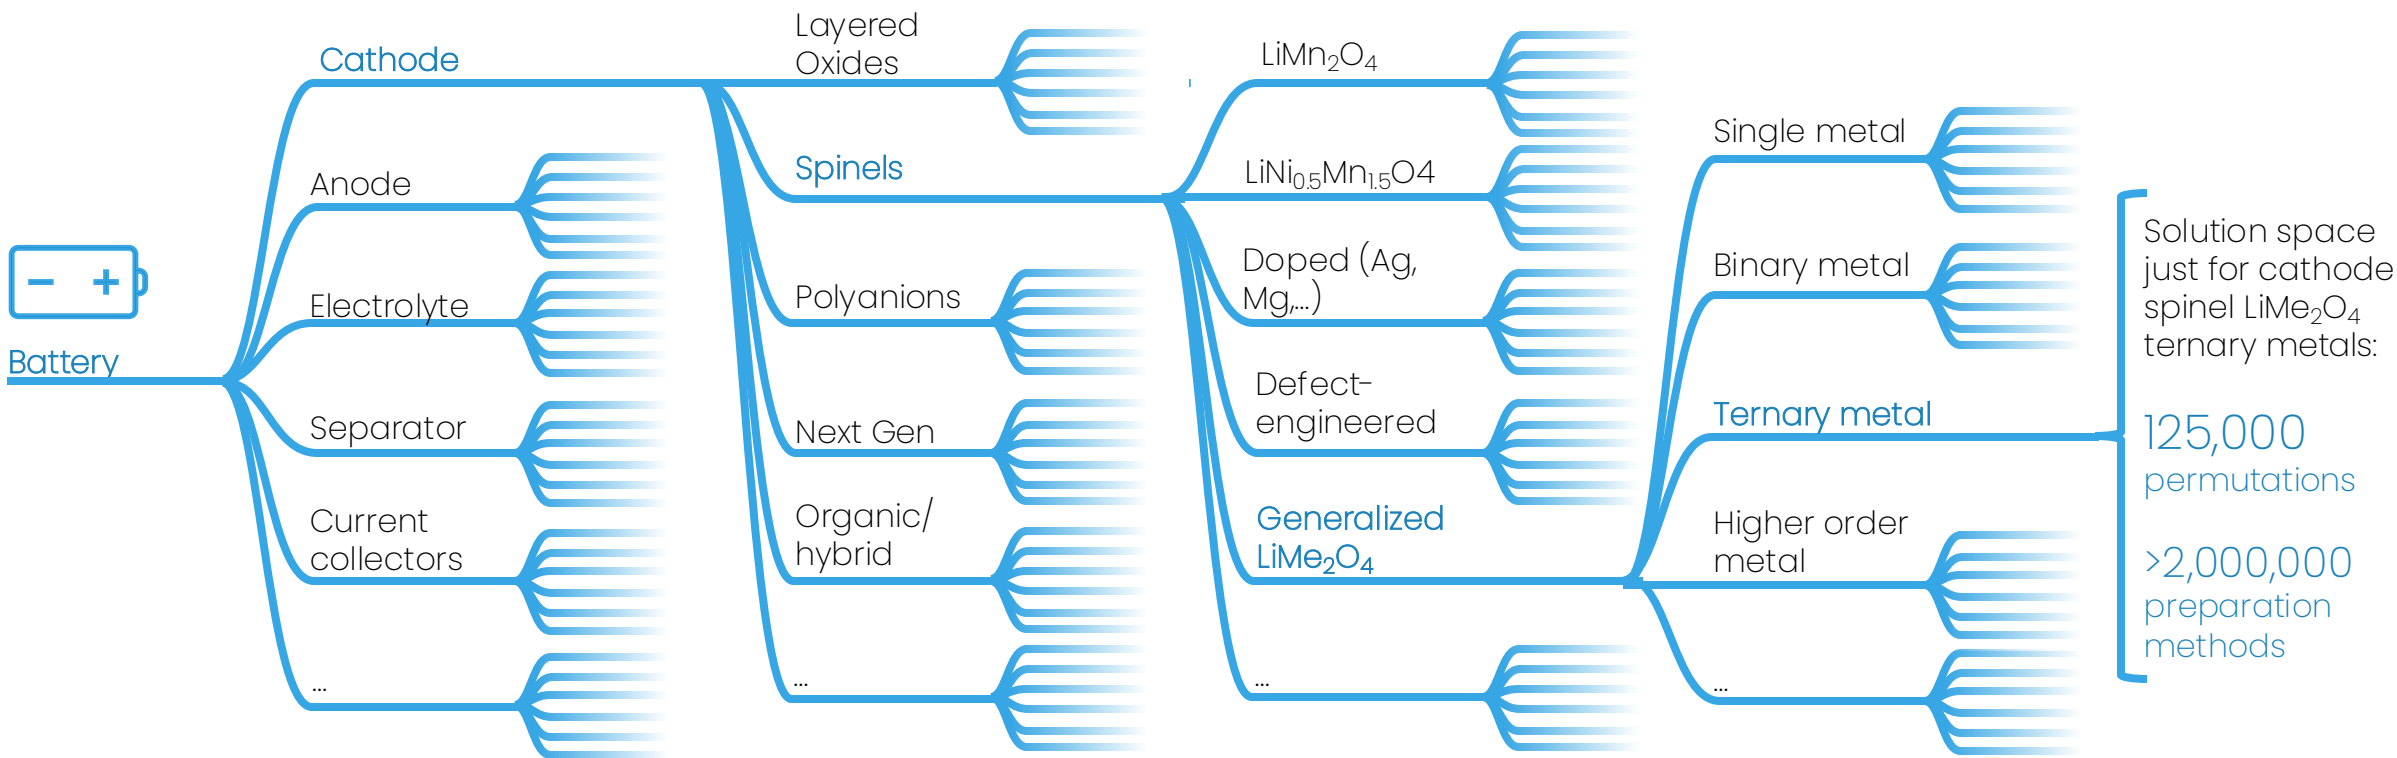 Battery
− +
Cathode
Anode
Electrolyte
Separator
Current
collectors
...
Layered
Oxides
Spinels
Polyanions
Next Gen
Organic/
hybrid
...
LiMn₂O₄
LiNi₀.₅Mn₁.₅O4
Doped (Ag,
Mg,...)
Defect-
engineered
Generalized
LiMe₂O₄
...
Single metal
Binary metal
Ternary metal
Higher order
metal
...
Solution space
just for cathode
spinel LiMe₂O₄
ternary metals:
125,000
permutations
>2,000,000
preparation
methods